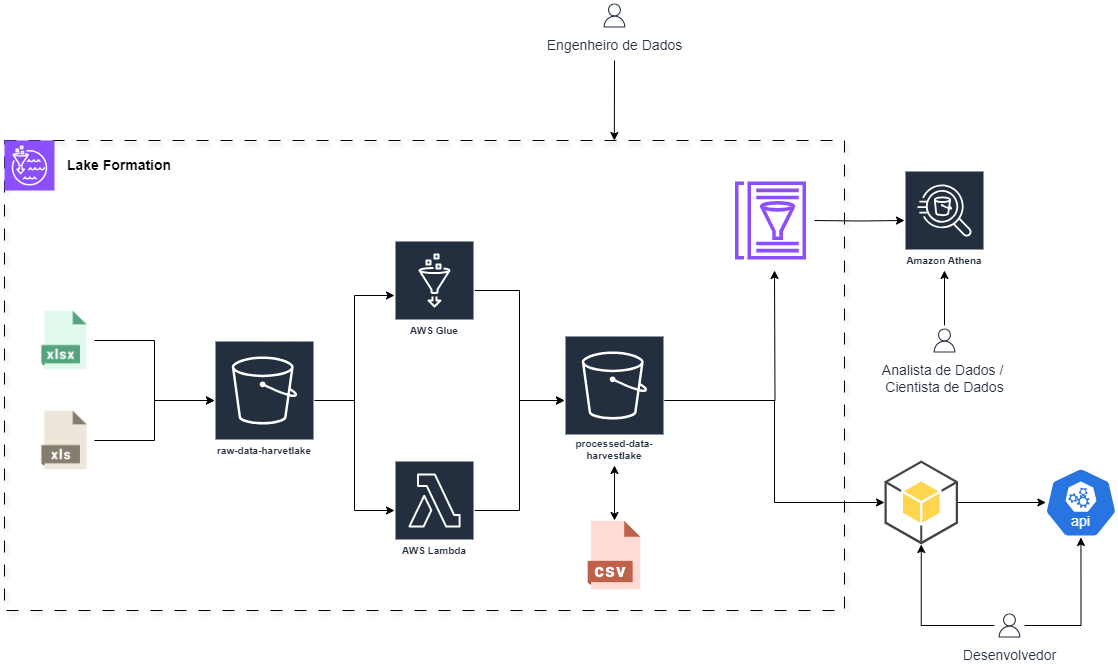 Engenheiro de Dados
Lake Formation
Amazon Athena
AWS Glue
xlsx
Analista de Dados /
Cientista de Dados
raw-data-harvetlake
processed-data-
harvestlake
xls
api
AWS Lambda
CSV
Desenvolvedor